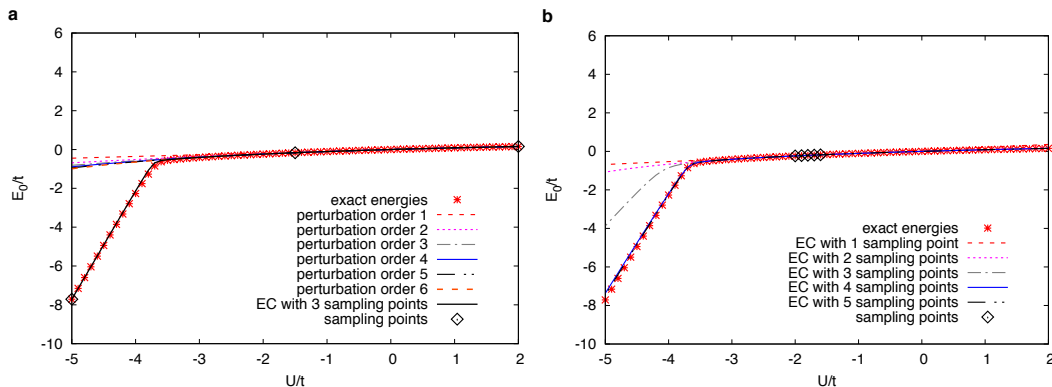 a
6
4
2
0
-2
-4
-6
-8
-10
E0/t
-5
-4
-3
-2
-1
0
1
2
U/t
exact energies
perturbation order 1
perturbation order 2
perturbation order 3
perturbation order 4
perturbation order 5
perturbation order 6
EC with 3 sampling points
sampling points
b
6
4
2
0
-2
-4
-6
-8
-10
E0/t
-5
-4
-3
-2
-1
0
1
2
U/t
exact energies
EC with 1 sampling point
EC with 2 sampling points
EC with 3 sampling points
EC with 4 sampling points
EC with 5 sampling points
sampling points